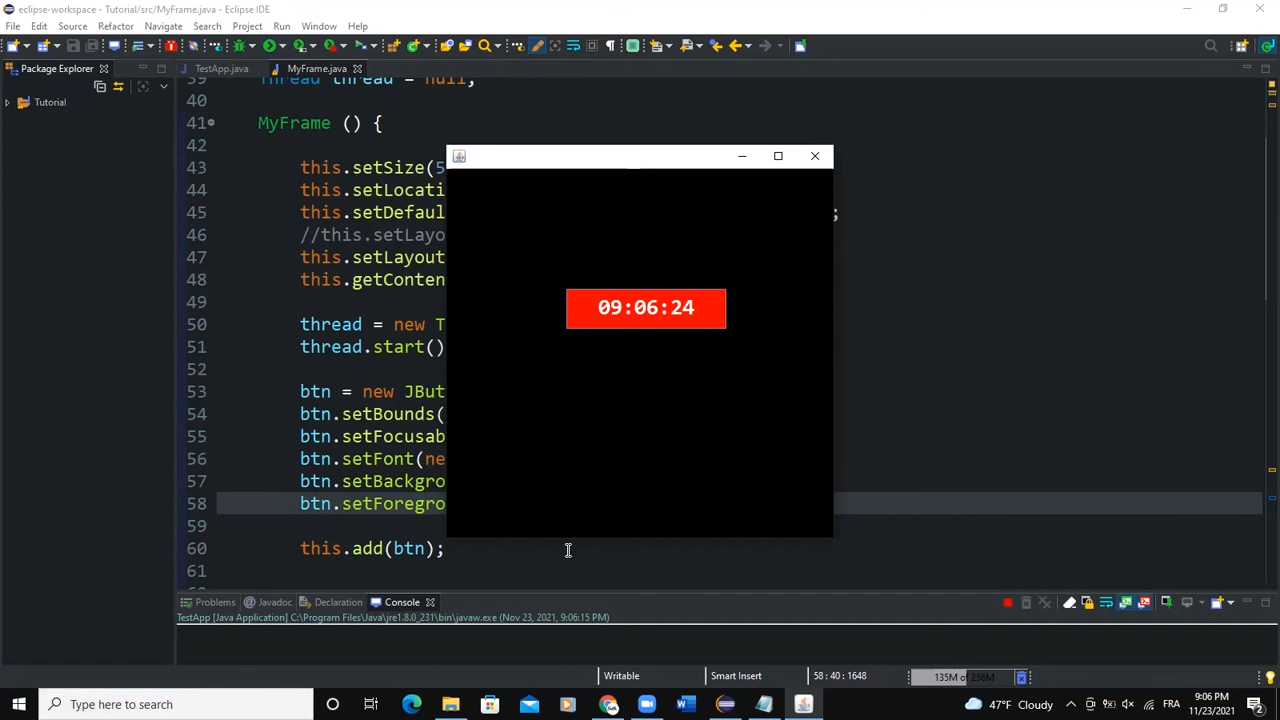 eclipse-workspace - Tutorial/src/MyFrame.java - Eclipse IDE
File Edit Source Refactor Navigate Search Project Run Window Help
Package Explorer
TestApp.java
MyFrame.java
Tutorial
39 Thread thread = null;
40
41 MyFrame () {
42
43 this.setSize(5
44 this.setLocati
45 this.setDefaul ;
46 //this.setLayo
47 this.setLayout
48 this.getConten
49
50 thread = new T
51 thread.start()
52
53 btn = new JBut
54 btn.setBounds(
55 btn.setFocusab
56 btn.setFont(ne
57 btn.setBackgro
58 btn.setForegro
59
60 this.add(btn);
61
09:06:24
Problems Javadoc Declaration Console
TestApp [Java Application] C:\Program Files\Java\jre1.8.0_231\bin\javaw.exe (Nov 23, 2021, 9:06:15 PM)
Writable Smart Insert 58 : 40 : 1648 135M of 256M
Type here to search
47°F Cloudy
FRA
9:06 PM
11/23/2021
2